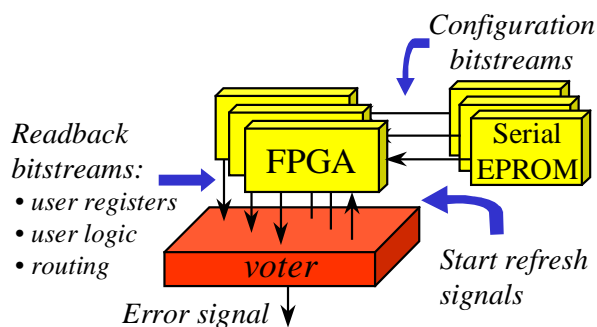 Configuration
bitstreams
Readback
bitstreams:
• user registers
• user logic
• routing
FPGA
Serial
EPROM
voter
Start refresh
signals
Error signal